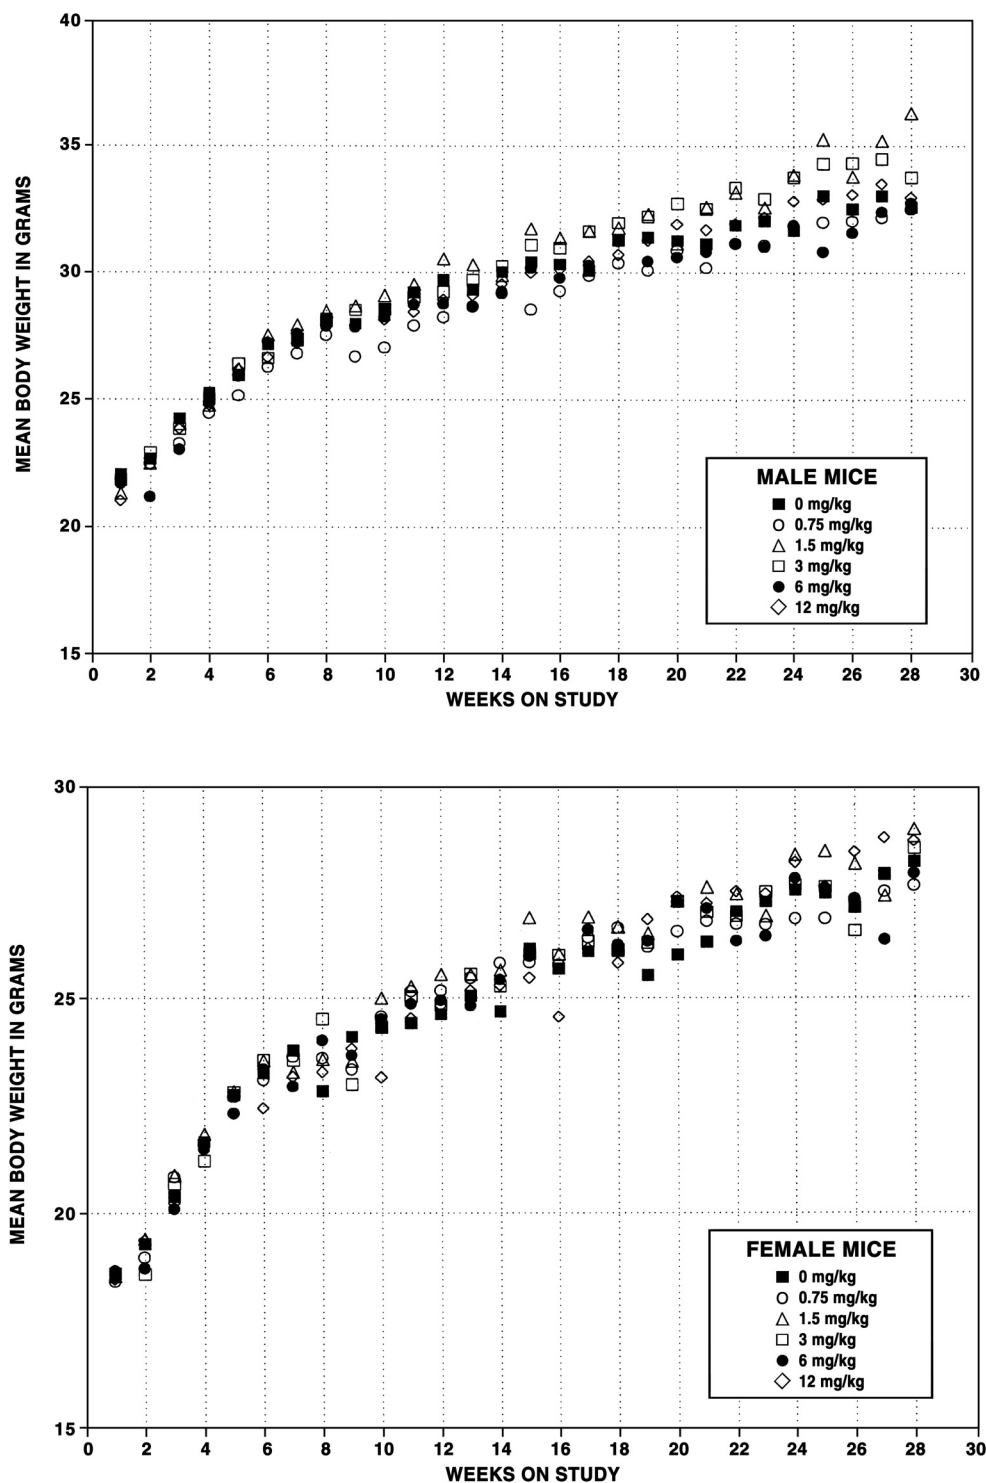 40
35
30
25
20
15
MEAN BODY WEIGHT IN GRAMS
MALE MICE
0 mg/kg
0.75 mg/kg
1.5 mg/kg
3 mg/kg
6 mg/kg
12 mg/kg
0 2 4 6 8 10 12 14 16 18 20 22 24 26 28 30
WEEKS ON STUDY
30
25
20
15
MEAN BODY WEIGHT IN GRAMS
FEMALE MICE
0 mg/kg
0.75 mg/kg
1.5 mg/kg
3 mg/kg
6 mg/kg
12 mg/kg
0 2 4 6 8 10 12 14 16 18 20 22 24 26 28 30
WEEKS ON STUDY